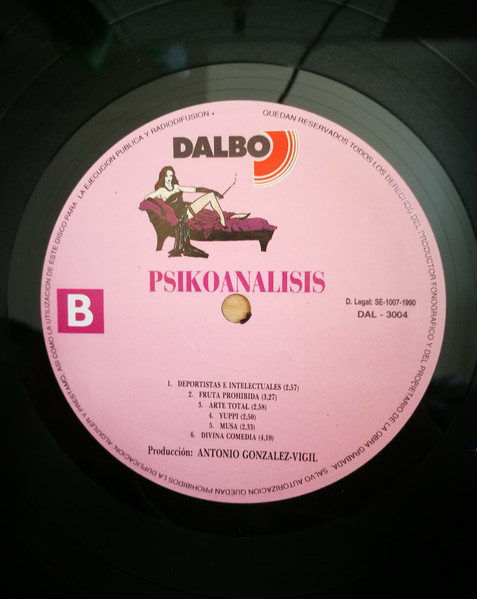 QUEDAN RESERVADOS TODOS LOS DERECHOS DEL PRODUCTOR FONOGRAFICO Y DEL PROPIETARIO DE LA OBRA GRABADA. SALVO AUTORIZACION QUEDAN PROHIBIDOS LA DUPLICACION, ALQUILER Y PRESTAMO, ASI COMO LA UTILIZACION DE ESTE DISCO PARA LA EJECUCION PUBLICA Y RADIODIFUSION •
DALBO
PSIKOANALISIS
B
D. Legal: SE-1007-1990
DAL - 3004
1. DEPORTISTAS E INTELECTUALES (2,57)
2. FRUTA PROHIBIDA (3,27)
3. ARTE TOTAL (2,58)
4. YUPPI (2,50)
5. MUSA (2,33)
6. DIVINA COMEDIA (4,10)
Producción: ANTONIO GONZALEZ-VIGIL